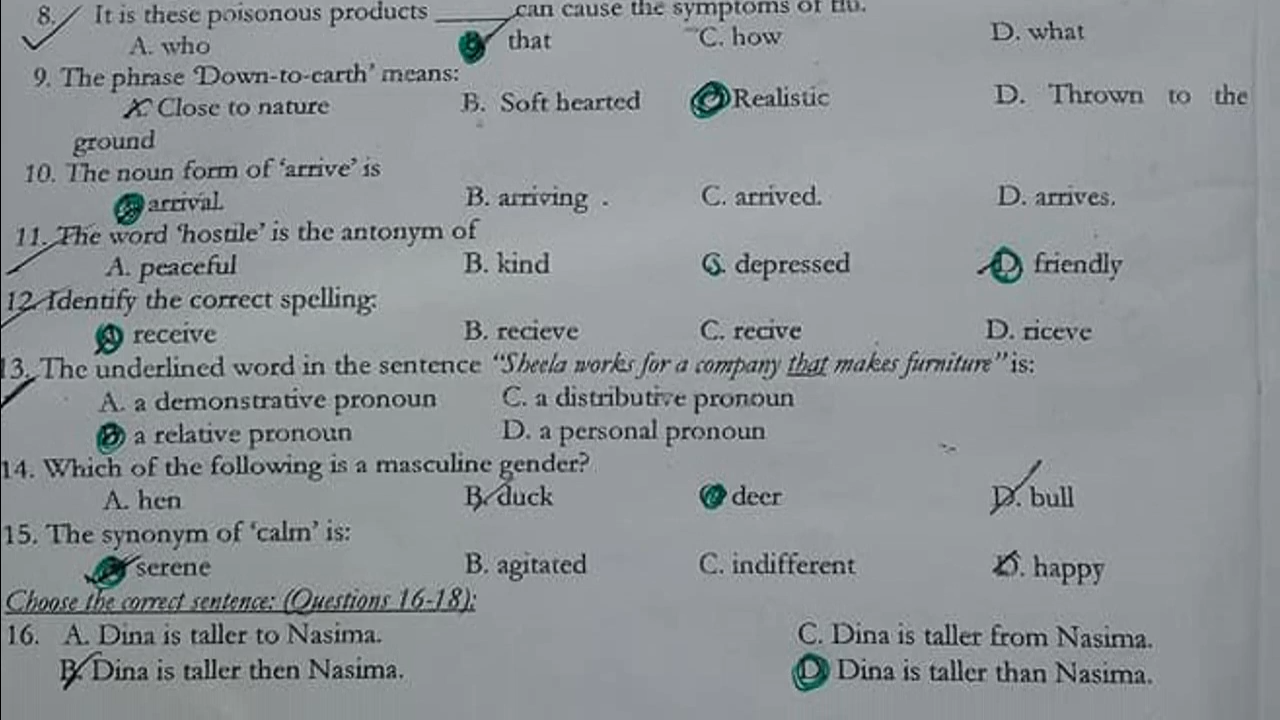 8. It is these poisonous products ______ can cause the symptoms of flu.
A. who that C. how D. what
9. The phrase 'Down-to-earth' means:
A. Close to nature B. Soft hearted C. Realistic D. Thrown to the
ground
10. The noun form of 'arrive' is
arrival. B. arriving . C. arrived. D. arrives.
11. The word 'hostile' is the antonym of
A. peaceful B. kind C. depressed D. friendly
12. Identify the correct spelling:
A receive B. recieve C. recive D. riceve
13. The underlined word in the sentence "Sheela works for a company that makes furniture" is:
A. a demonstrative pronoun C. a distributive pronoun
B a relative pronoun D. a personal pronoun
14. Which of the following is a masculine gender?
A. hen B. duck deer D. bull
15. The synonym of 'calm' is:
serene B. agitated C. indifferent D. happy
Choose the correct sentence: (Questions 16-18):
16. A. Dina is taller to Nasima. C. Dina is taller from Nasima.
B. Dina is taller then Nasima. D Dina is taller than Nasima.